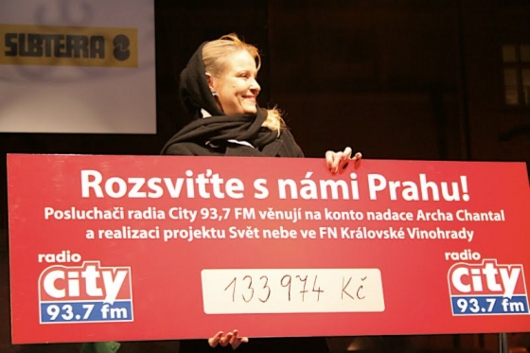 SUBTERRA
Rozsviťte s námi Prahu!
Posluchači radia City 93,7 FM věnují na konto nadace Archa Chantal
a realizaci projektu Svět nebe ve FN Královské Vinohrady
radio
City
93.7 fm
133 974 Kč
radio
City
93.7 fm